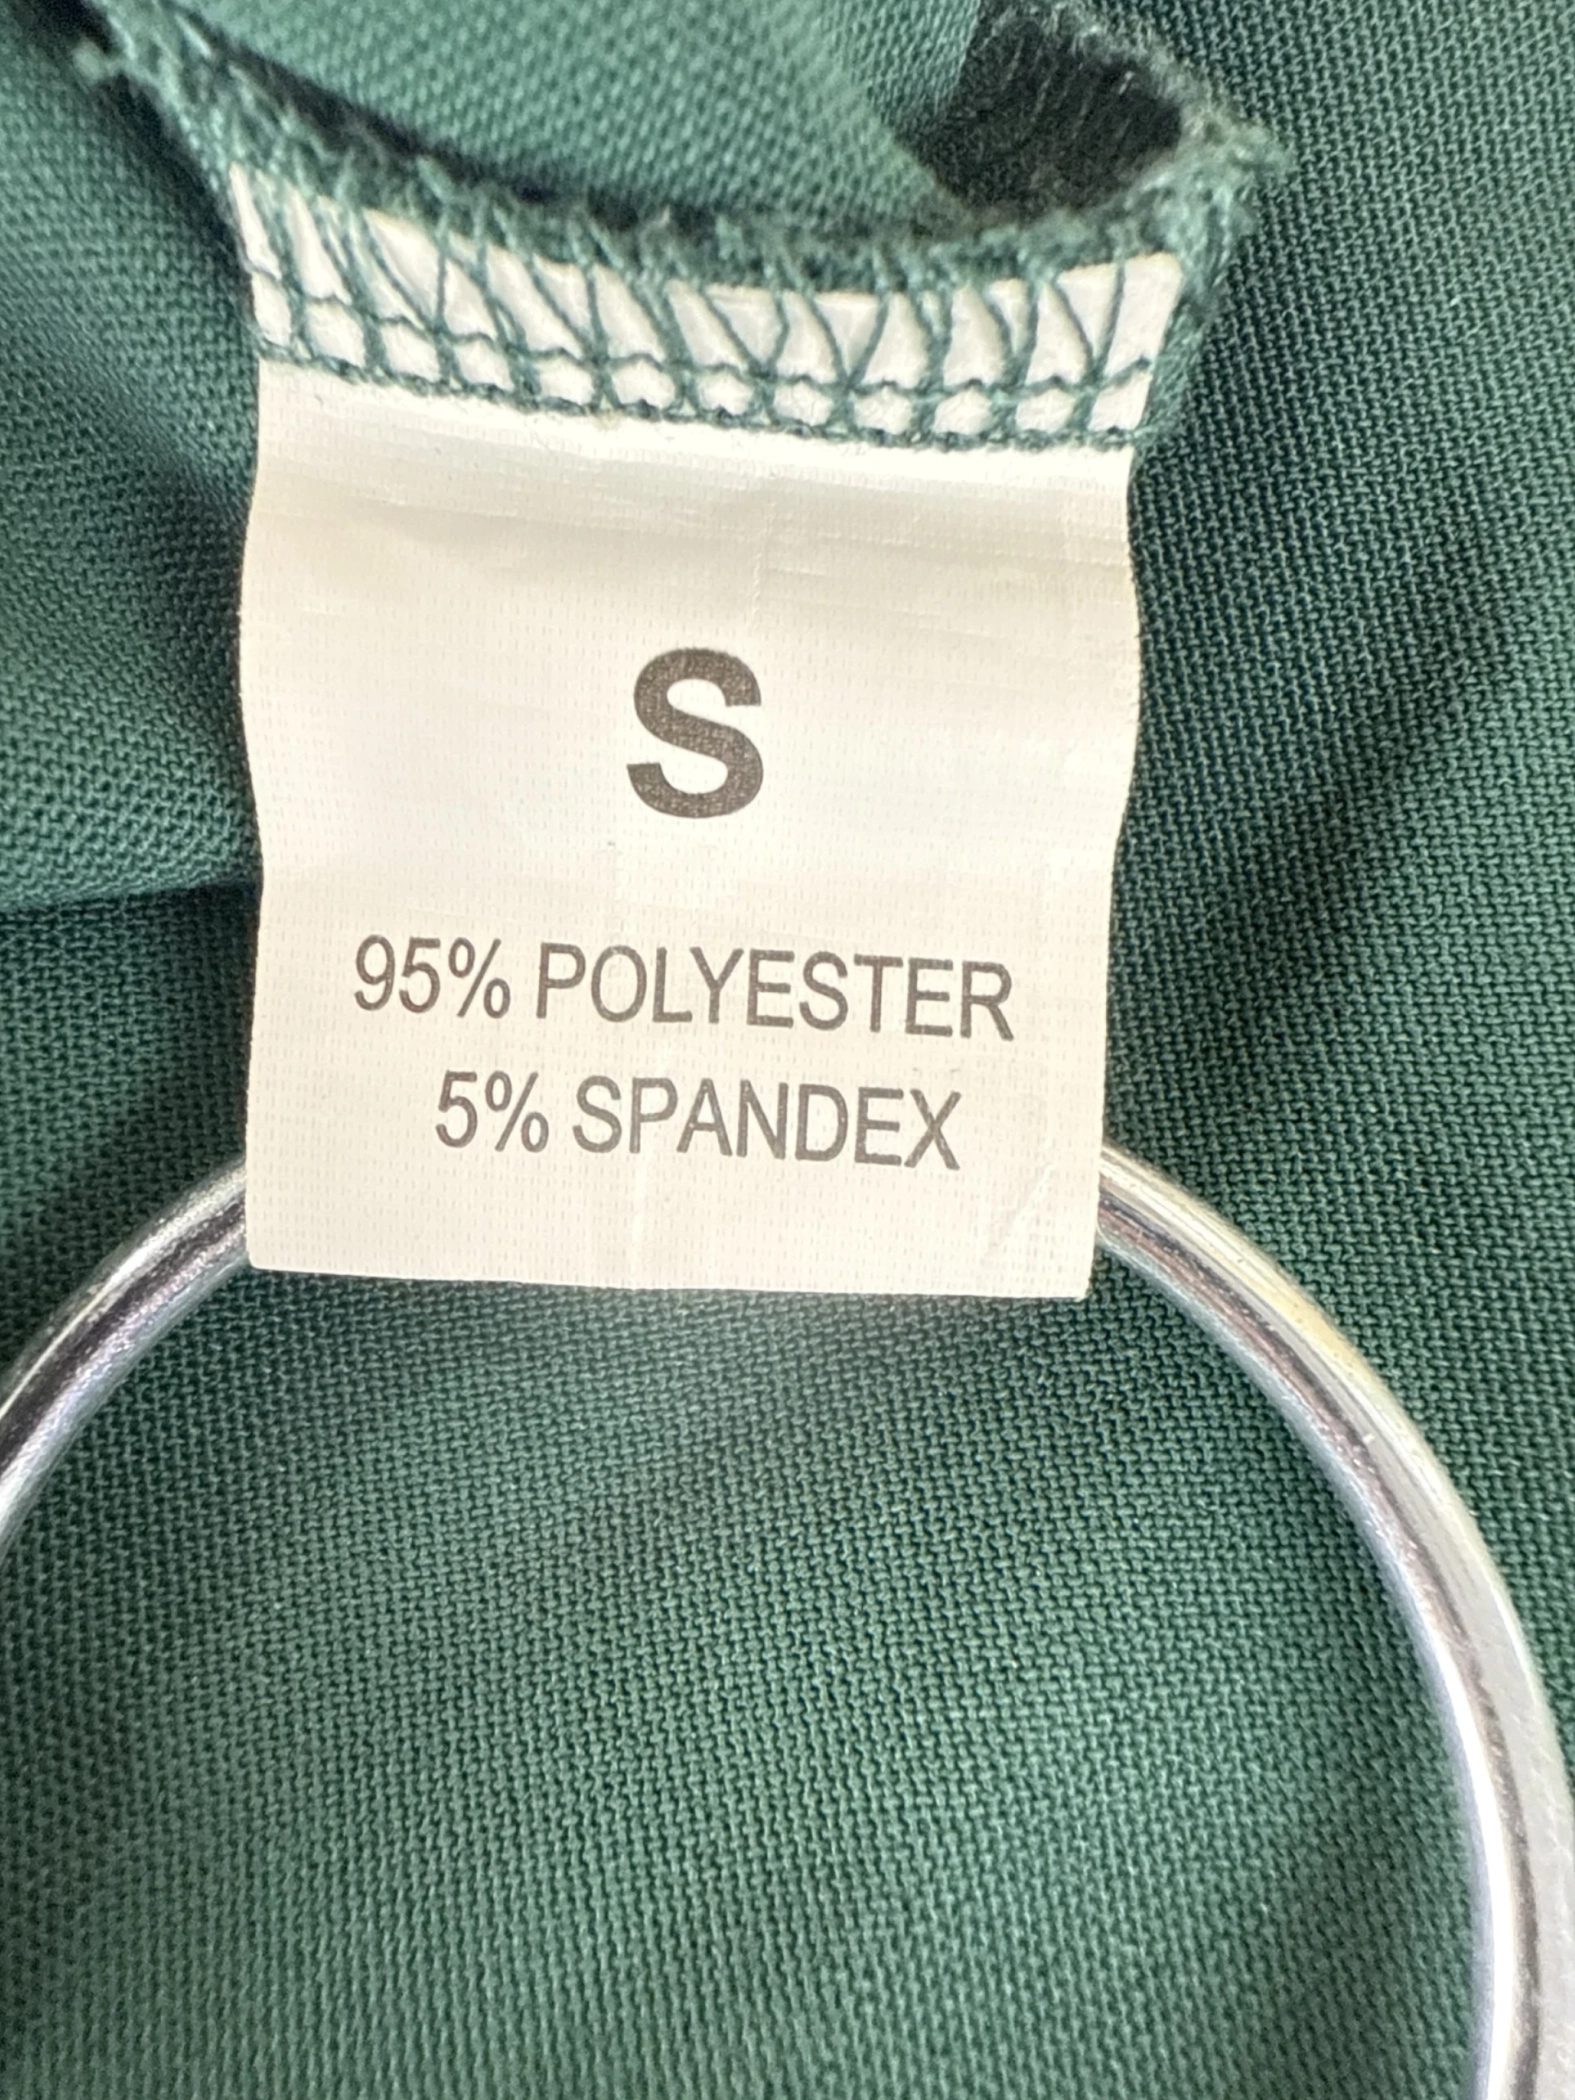 S
95% POLYESTER
5% SPANDEX